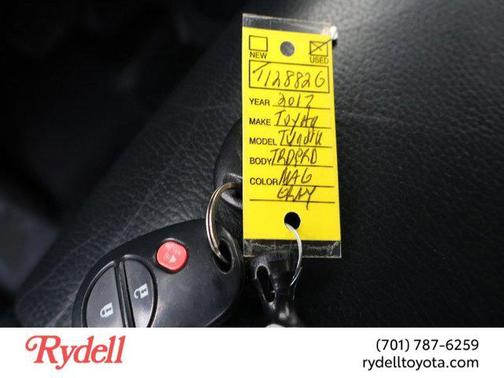 NEW USED
T12882G
YEAR 2017
MAKE Toyota
MODEL Tundra
BODY TRDPRO
COLOR MAG
GRAY
Rydell
(701) 787-6259
rydelltoyota.com